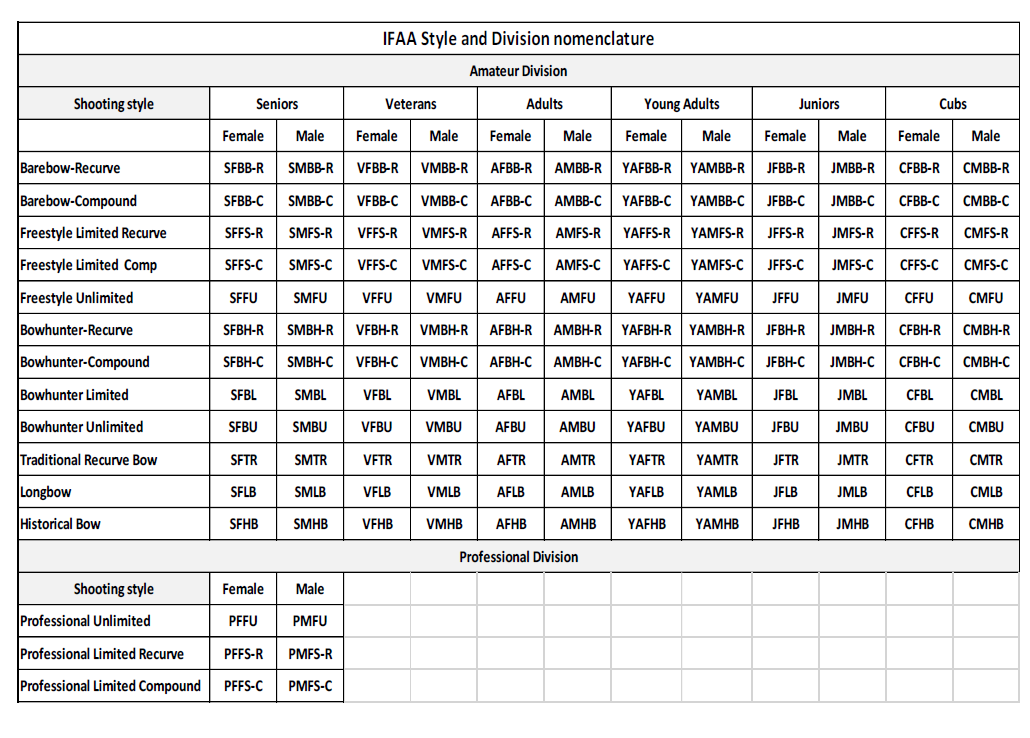 IFAA Style and Division nomenclature
Amateur Division
Shooting style Seniors Veterans Adults Young Adults Juniors Cubs
Female Male Female Male Female Male Female Male Female Male Female Male
Barebow-Recurve SFBB-R SMBB-R VFBB-R VMBB-R AFBB-R AMBB-R YAFBB-R YAMBB-R JFBB-R JMBB-R CFBB-R CMBB-R
Barebow-Compound SFBB-C SMBB-C VFBB-C VMBB-C AFBB-C AMBB-C YAFBB-C YAMBB-C JFBB-C JMBB-C CFBB-C CMBB-C
Freestyle Limited Recurve SFFS-R SMFS-R VFFS-R VMFS-R AFFS-R AMFS-R YAFFS-R YAMFS-R JFFS-R JMFS-R CFFS-R CMFS-R
Freestyle Limited Comp SFFS-C SMFS-C VFFS-C VMFS-C AFFS-C AMFS-C YAFFS-C YAMFS-C JFFS-C JMFS-C CFFS-C CMFS-C
Freestyle Unlimited SFFU SMFU VFFU VMFU AFFU AMFU YAFFU YAMFU JFFU JMFU CFFU CMFU
Bowhunter-Recurve SFBH-R SMBH-R VFBH-R VMBH-R AFBH-R AMBH-R YAFBH-R YAMBH-R JFBH-R JMBH-R CFBH-R CMBH-R
Bowhunter-Compound SFBH-C SMBH-C VFBH-C VMBH-C AFBH-C AMBH-C YAFBH-C YAMBH-C JFBH-C JMBH-C CFBH-C CMBH-C
Bowhunter Limited SFBL SMBL VFBL VMBL AFBL AMBL YAFBL YAMBL JFBL JMBL CFBL CMBL
Bowhunter Unlimited SFBU SMBU VFBU VMBU AFBU AMBU YAFBU YAMBU JFBU JMBU CFBU CMBU
Traditional Recurve Bow SFTR SMTR VFTR VMTR AFTR AMTR YAFTR YAMTR JFTR JMTR CFTR CMTR
Longbow SFLB SMLB VFLB VMLB AFLB AMLB YAFLB YAMLB JFLB JMLB CFLB CMLB
Historical Bow SFHB SMHB VFHB VMHB AFHB AMHB YAFHB YAMHB JFHB JMHB CFHB CMHB
Professional Division
Shooting style Female Male
Professional Unlimited PFFU PMFU
Professional Limited Recurve PFFS-R PMFS-R
Professional Limited Compound PFFS-C PMFS-C